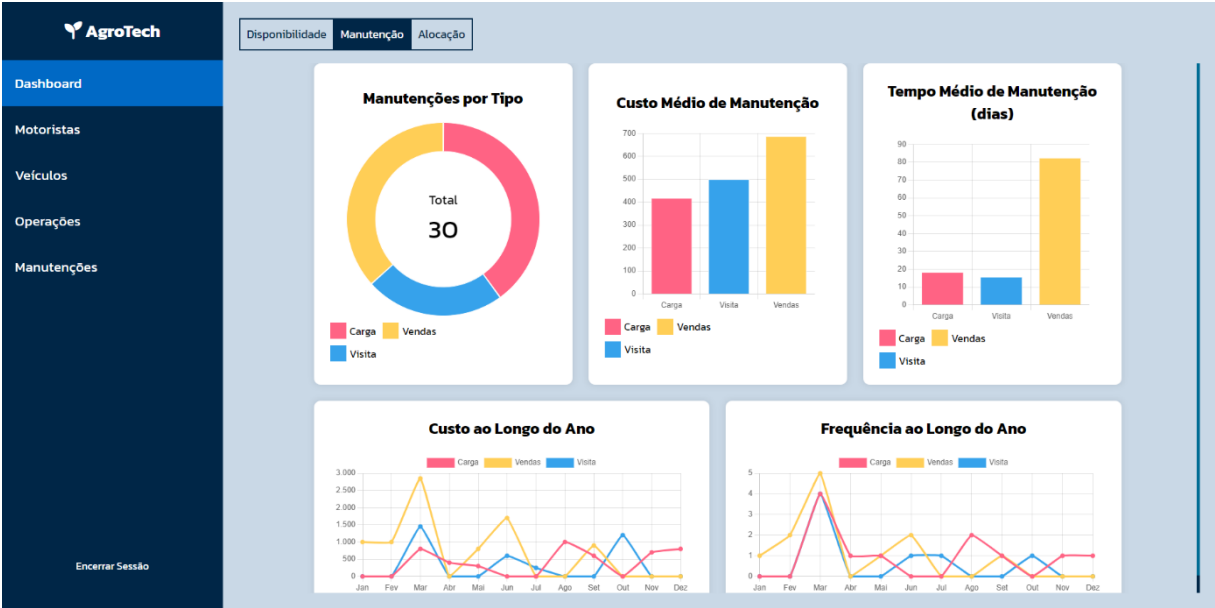 AgroTech
Dashboard
Motoristas
Veículos
Operações
Manutenções
Encerrar Sessão
Disponibilidade Manutenção Alocação
Manutenções por Tipo
Total
30
Carga Vendas
Visita
Custo Médio de Manutenção
700
600
500
400
300
200
100
0
Carga Visita Vendas
Carga Vendas
Visita
Tempo Médio de Manutenção
(dias)
90
80
70
60
50
40
30
20
10
0
Carga Visita Vendas
Carga Vendas
Visita
Custo ao Longo do Ano
Carga Vendas Visita
3.000
2.500
2.000
1.500
1.000
500
0
Jan Fev Mar Abr Mai Jun Jul Ago Set Out Nov Dez
Frequência ao Longo do Ano
Carga Vendas Visita
5
4
3
2
1
0
Jan Fev Mar Abr Mai Jun Jul Ago Set Out Nov Dez